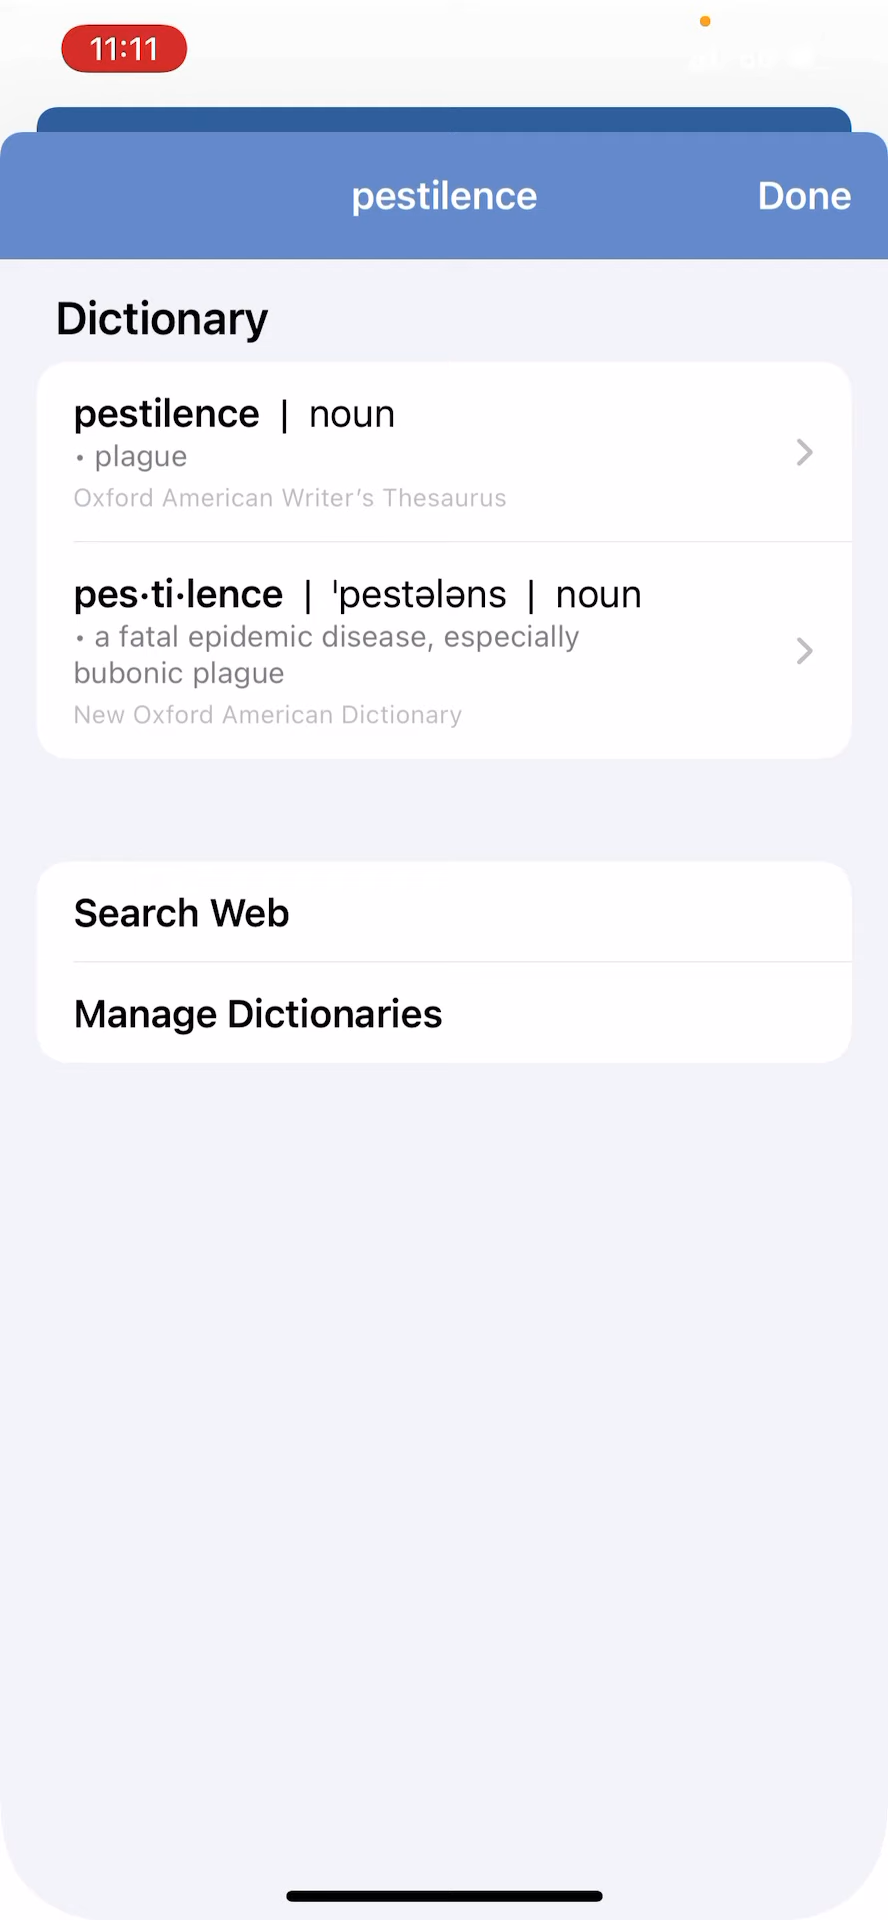 11:11
pestilence Done
Dictionary
pestilence | noun
• plague
Oxford American Writer’s Thesaurus
pes·ti·lence | ˈpestələns | noun
• a fatal epidemic disease, especially
bubonic plague
New Oxford American Dictionary
Search Web
Manage Dictionaries